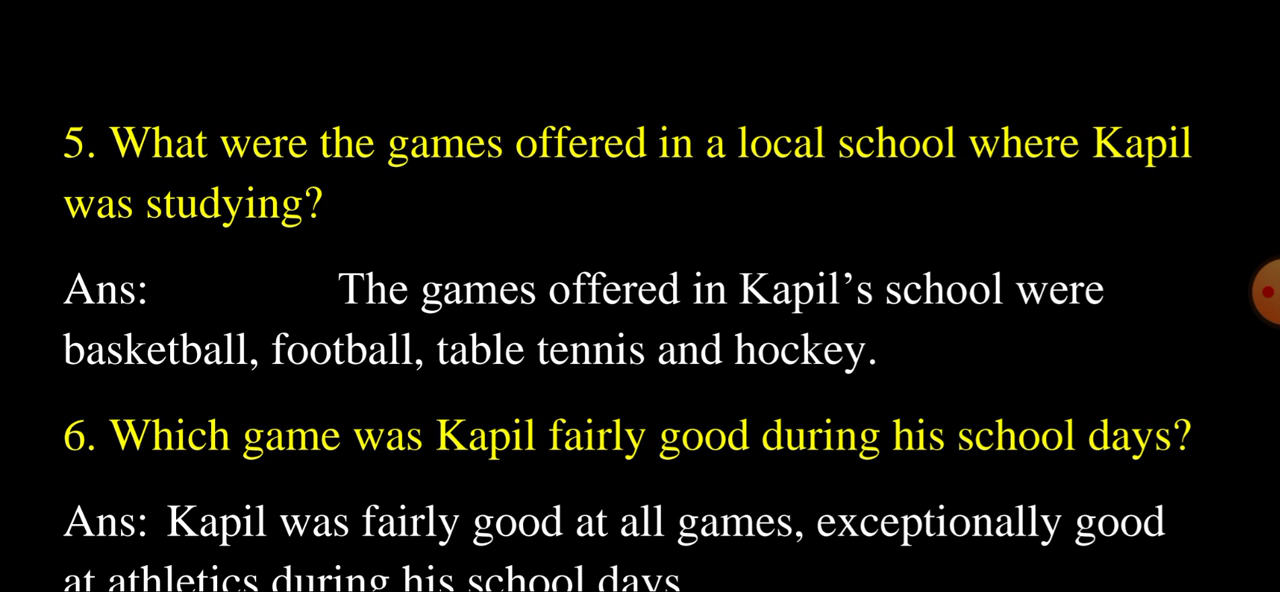 5. What were the games offered in a local school where Kapil
was studying?
Ans: The games offered in Kapil’s school were
basketball, football, table tennis and hockey.
6. Which game was Kapil fairly good during his school days?
Ans: Kapil was fairly good at all games, exceptionally good
at athletics during his school days